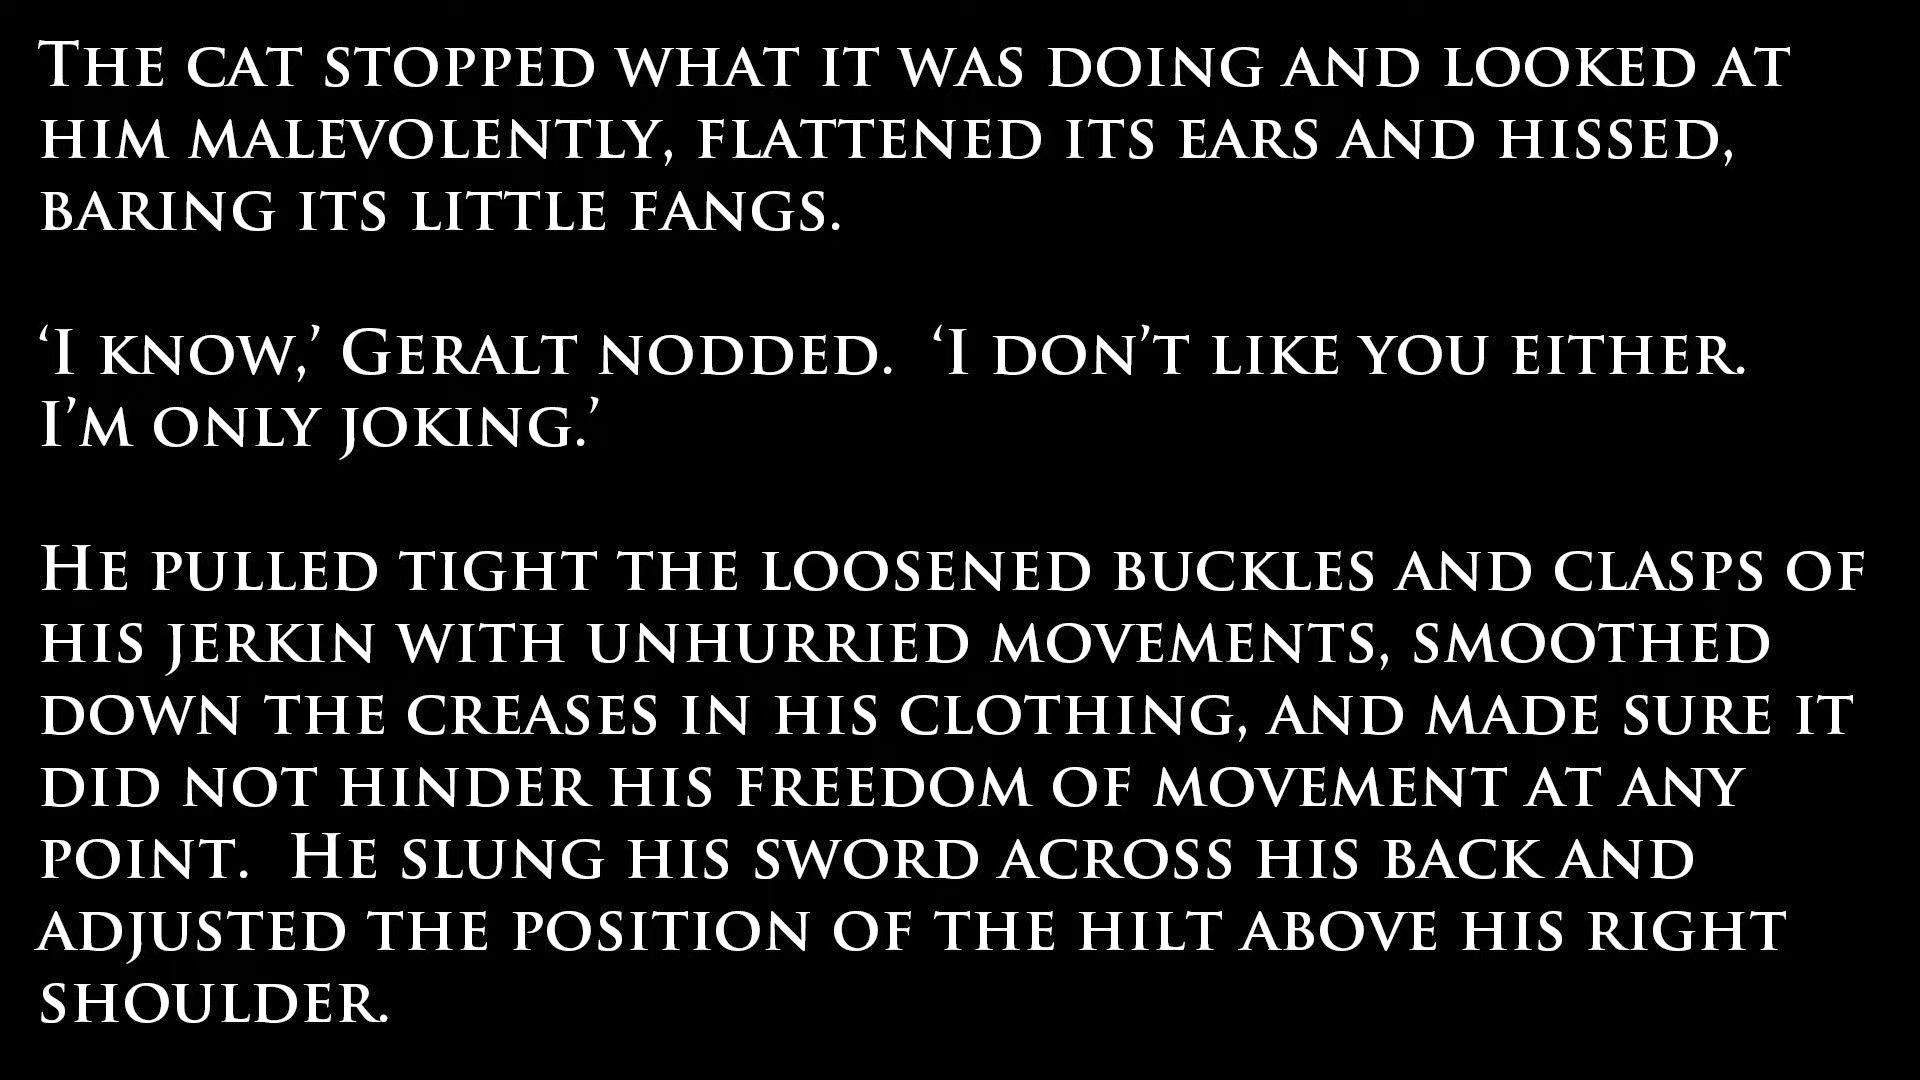 The cat stopped what it was doing and looked at
him malevolently, flattened its ears and hissed,
baring its little fangs.
‘I know,’ Geralt nodded.  ‘I don’t like you either.
I’m only joking.’
He pulled tight the loosened buckles and clasps of
his jerkin with unhurried movements, smoothed
down the creases in his clothing, and made sure it
did not hinder his freedom of movement at any
point.  He slung his sword across his back and
adjusted the position of the hilt above his right
shoulder.